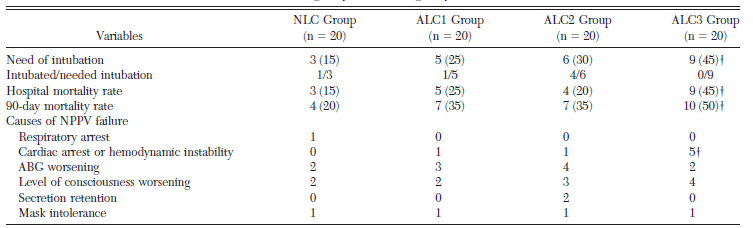 NLC Group ALC1 Group ALC2 Group ALC3 Group
Variables (n = 20) (n = 20) (n = 20) (n = 20)
Need of intubation 3 (15) 5 (25) 6 (30) 9 (45)†
Intubated/needed intubation 1/3 1/5 4/6 0/9
Hospital mortality rate 3 (15) 5 (25) 4 (20) 9 (45)†
90-day mortality rate 4 (20) 7 (35) 7 (35) 10 (50)†
Causes of NPPV failure
Respiratory arrest 1 0 0 0
Cardiac arrest or hemodynamic instability 0 1 1 5†
ABG worsening 2 3 4 2
Level of consciousness worsening 2 2 3 4
Secretion retention 0 0 2 0
Mask intolerance 1 1 1 1